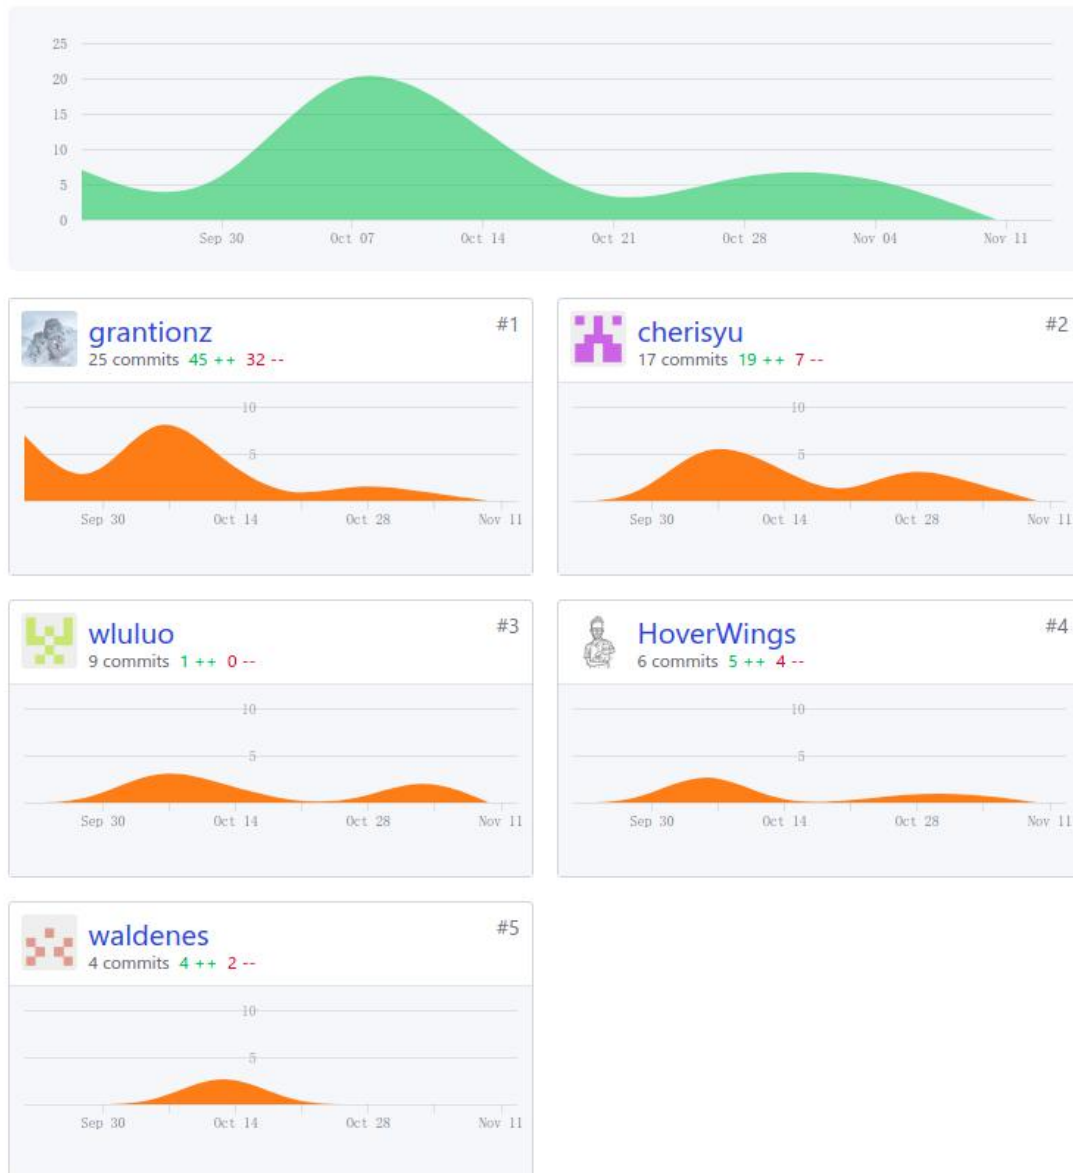 25
20
15
10
5
0
Sep 30 Oct 07 Oct 14 Oct 21 Oct 28 Nov 04 Nov 11
grantionz #1
25 commits 45 ++ 32 --
10
5
Sep 30 Oct 14 Oct 28 Nov 11
cherisyu #2
17 commits 19 ++ 7 --
10
5
Sep 30 Oct 14 Oct 28 Nov 11
wluluo #3
9 commits 1 ++ 0 --
10
5
Sep 30 Oct 14 Oct 28 Nov 11
HoverWings #4
6 commits 5 ++ 4 --
10
5
Sep 30 Oct 14 Oct 28 Nov 11
waldenes #5
4 commits 4 ++ 2 --
10
5
Sep 30 Oct 14 Oct 28 Nov 11